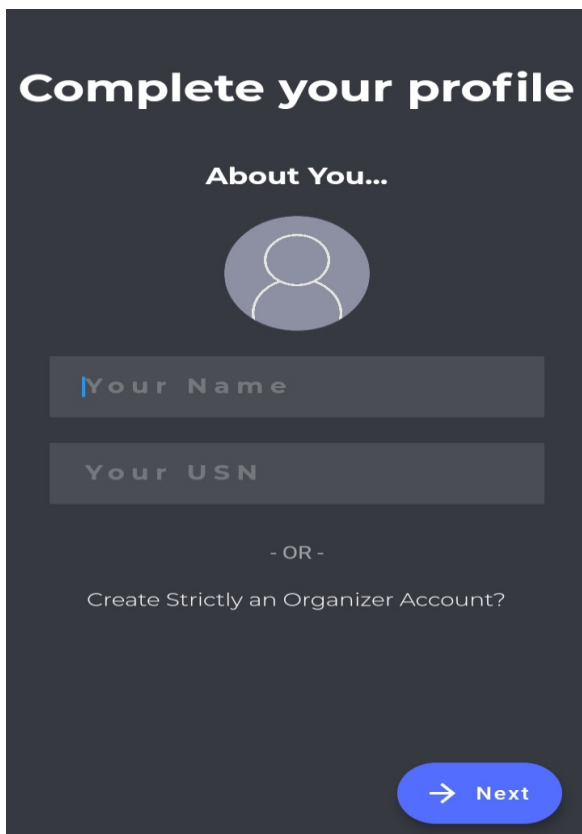 Complete your profile
About You...
Your Name
Your USN
- OR -
Create Strictly an Organizer Account?
Next